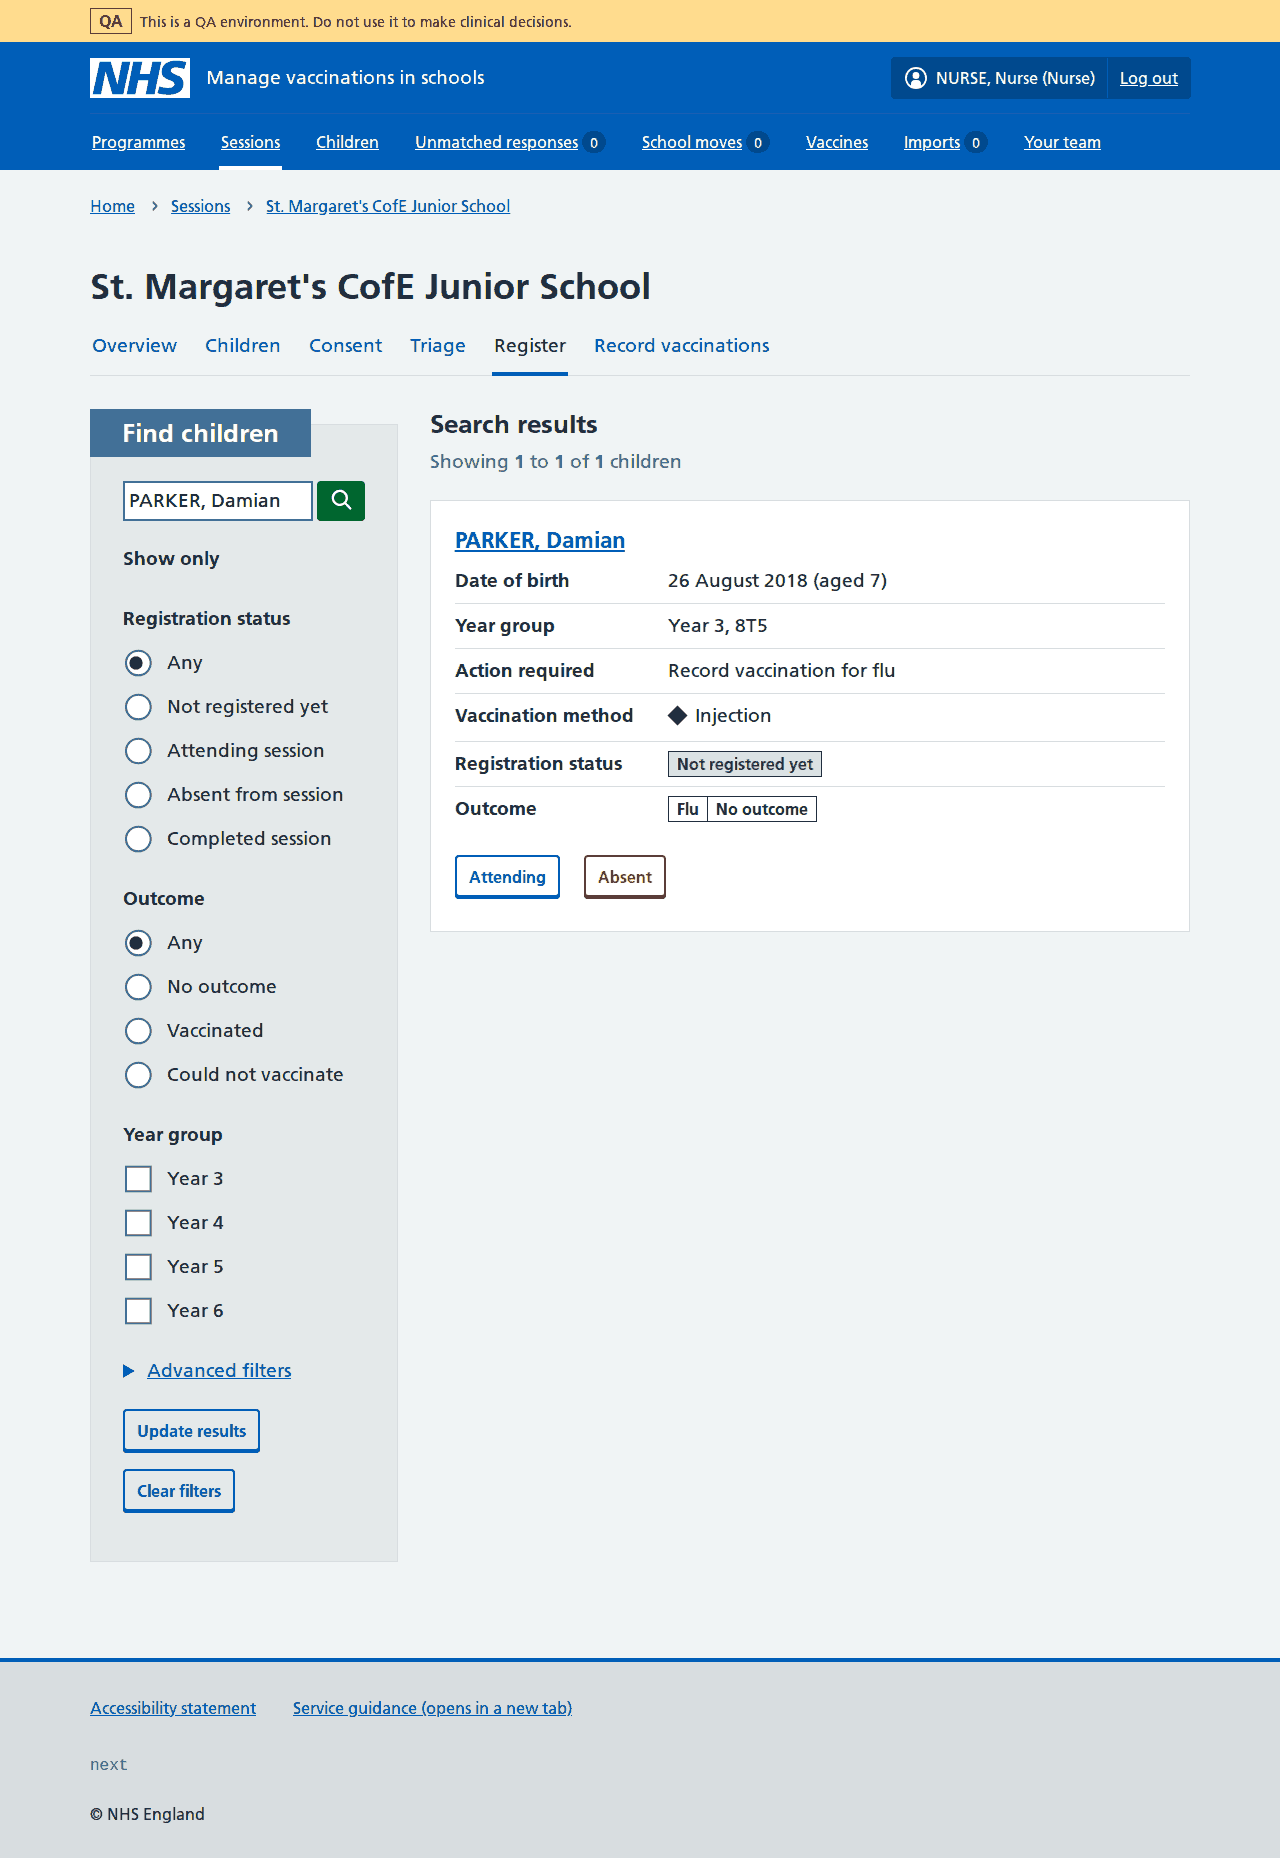 QA This is a QA environment. Do not use it to make clinical decisions.
NHS Manage vaccinations in schools
NURSE, Nurse (Nurse) Log out
Programmes Sessions Children Unmatched responses 0 School moves 0 Vaccines Imports 0 Your team
Home › Sessions › St. Margaret's CofE Junior School
St. Margaret's CofE Junior School
Overview Children Consent Triage Register Record vaccinations
Find children
PARKER, Damian
Show only
Registration status
Any
Not registered yet
Attending session
Absent from session
Completed session
Outcome
Any
No outcome
Vaccinated
Could not vaccinate
Year group
Year 3
Year 4
Year 5
Year 6
Advanced filters
Update results
Clear filters
Search results
Showing 1 to 1 of 1 children
PARKER, Damian
Date of birth 26 August 2018 (aged 7)
Year group Year 3, 8T5
Action required Record vaccination for flu
Vaccination method Injection
Registration status Not registered yet
Outcome Flu No outcome
Attending Absent
Accessibility statement Service guidance (opens in a new tab)
next
© NHS England